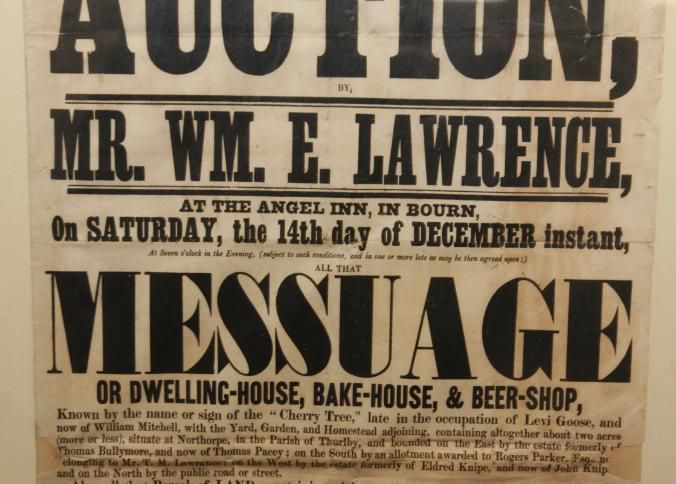 AUCTION,
BY,
MR. WM. E. LAWRENCE,
AT THE ANGEL INN, IN BOURN,
On SATURDAY, the 14th day of DECEMBER instant,
At Seven o'clock in the Evening, (subject to such conditions, and in one or more lots as may be then agreed upon;)
ALL THAT
MESSUAGE
OR DWELLING-HOUSE, BAKE-HOUSE, & BEER-SHOP,
Known by the name or sign of the "Cherry Tree," late in the occupation of Levi Goose, and
now of William Mitchell, with the Yard, Garden, and Homestead adjoining, containing altogether about two acres
(more or less), situate at Northorpe, in the Parish of Thurlby, and bounded on the East by the estate formerly of
Thomas Bullymore, and now of Thomas Pacey; on the South by an allotment awarded to Rogers Parker, Esq.,
elonging to Mr. T. M. Lawrance; on the West by the estate formerly of Eldred Knipe, and now of John Knip
and on the North by the public road or street.